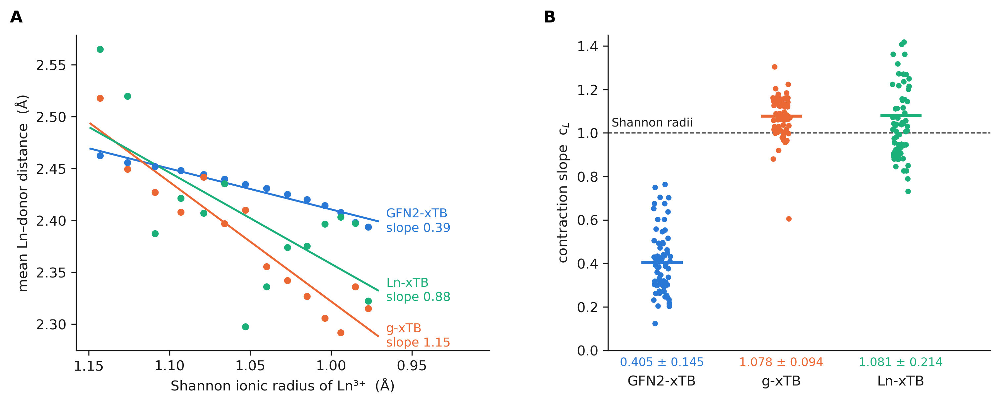 A
mean Ln–donor distance (Å)
2.55
2.50
2.45
2.40
2.35
2.30
GFN2-xTB
slope 0.39
Ln-xTB
slope 0.88
g-xTB
slope 1.15
1.15 1.10 1.05 1.00 0.95
Shannon ionic radius of Ln³⁺ (Å)
B
contraction slope c_L
1.4
1.2
1.0
0.8
0.6
0.4
0.2
0.0
Shannon radii
0.405 ± 0.145 1.078 ± 0.094 1.081 ± 0.214
GFN2-xTB g-xTB Ln-xTB